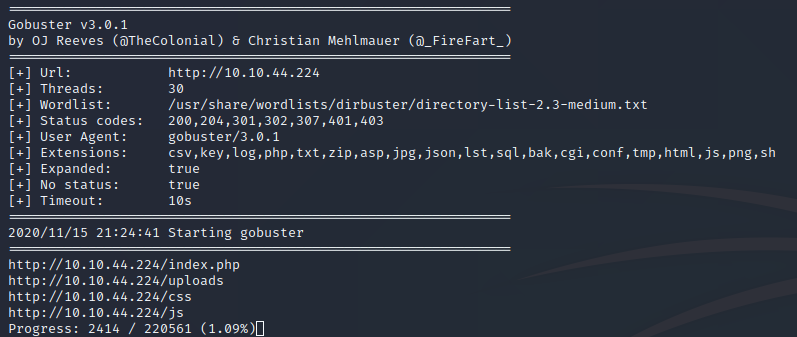 ===============================================================
Gobuster v3.0.1
by OJ Reeves (@TheColonial) & Christian Mehlmauer (@_FireFart_)
===============================================================
[+] Url:            http://10.10.44.224
[+] Threads:        30
[+] Wordlist:       /usr/share/wordlists/dirbuster/directory-list-2.3-medium.txt
[+] Status codes:   200,204,301,302,307,401,403
[+] User Agent:     gobuster/3.0.1
[+] Extensions:     csv,key,log,php,txt,zip,asp,jpg,json,lst,sql,bak,cgi,conf,tmp,html,js,png,sh
[+] Expanded:       true
[+] No status:      true
[+] Timeout:        10s
===============================================================
2020/11/15 21:24:41 Starting gobuster
===============================================================
http://10.10.44.224/index.php
http://10.10.44.224/uploads
http://10.10.44.224/css
http://10.10.44.224/js
Progress: 2414 / 220561 (1.09%)